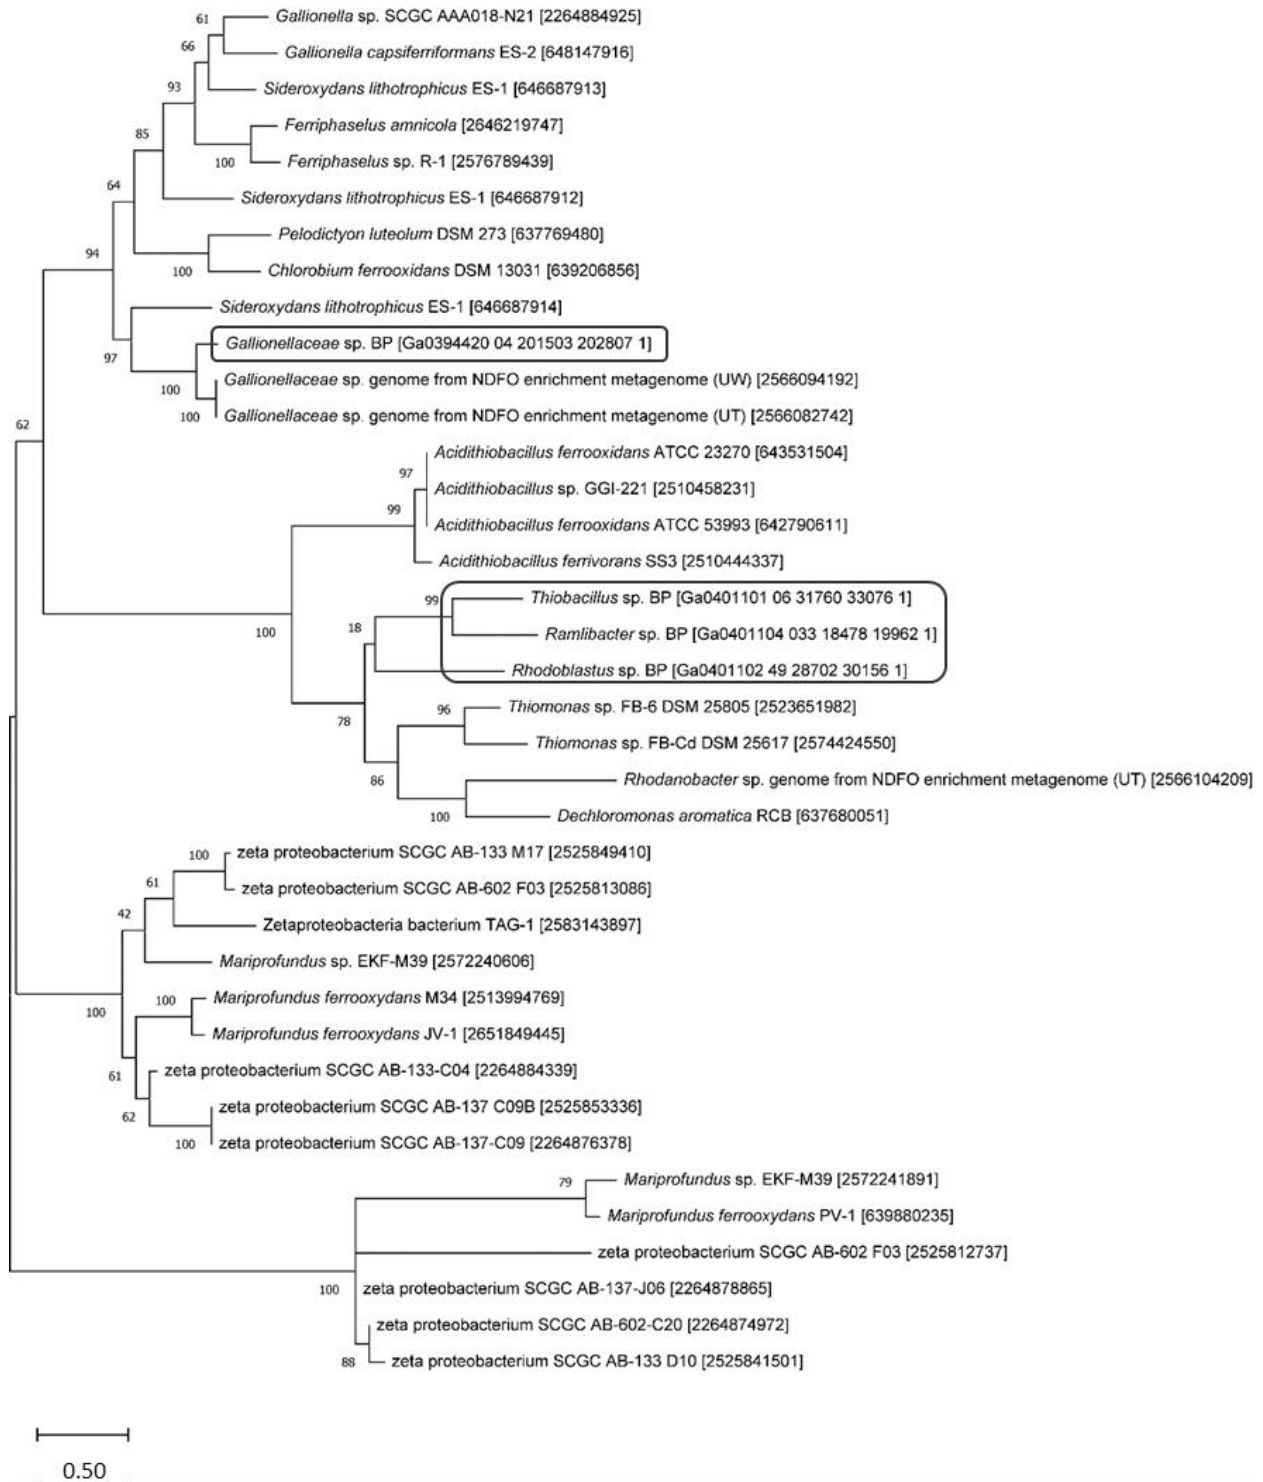 61
Gallionella sp. SCGC AAA018-N21 [2264884925]
66
Gallionella capsiferriformans ES-2 [648147916]
93
Sideroxydans lithotrophicus ES-1 [646687913]
85
Ferriphaselus amnicola [2646219747]
100
Ferriphaselus sp. R-1 [2576789439]
64
Sideroxydans lithotrophicus ES-1 [646687912]
94
Pelodictyon luteolum DSM 273 [637769480]
100
Chlorobium ferrooxidans DSM 13031 [639206856]
Sideroxydans lithotrophicus ES-1 [646687914]
97
Gallionellaceae sp. BP [Ga0394420 04 201503 202807 1]
100
Gallionellaceae sp. genome from NDFO enrichment metagenome (UW) [2566094192]
100
Gallionellaceae sp. genome from NDFO enrichment metagenome (UT) [2566082742]
62
Acidithiobacillus ferrooxidans ATCC 23270 [643531504]
97
Acidithiobacillus sp. GGI-221 [2510458231]
99
Acidithiobacillus ferrooxidans ATCC 53993 [642790611]
Acidithiobacillus ferrivorans SS3 [2510444337]
99
Thiobacillus sp. BP [Ga0401101 06 31760 33076 1]
100
18
Ramlibacter sp. BP [Ga0401104 033 18478 19962 1]
Rhodoblastus sp. BP [Ga0401102 49 28702 30156 1]
78
96
Thiomonas sp. FB-6 DSM 25805 [2523651982]
Thiomonas sp. FB-Cd DSM 25617 [2574424550]
86
Rhodanobacter sp. genome from NDFO enrichment metagenome (UT) [2566104209]
100
Dechloromonas aromatica RCB [637680051]
100
zeta proteobacterium SCGC AB-133 M17 [2525849410]
61
zeta proteobacterium SCGC AB-602 F03 [2525813086]
42
Zetaproteobacteria bacterium TAG-1 [2583143897]
Mariprofundus sp. EKF-M39 [2572240606]
100
100
Mariprofundus ferrooxydans M34 [2513994769]
Mariprofundus ferrooxydans JV-1 [2651849445]
61
zeta proteobacterium SCGC AB-133-C04 [2264884339]
62
zeta proteobacterium SCGC AB-137 C09B [2525853336]
100
zeta proteobacterium SCGC AB-137-C09 [2264876378]
79
Mariprofundus sp. EKF-M39 [2572241891]
Mariprofundus ferrooxydans PV-1 [639880235]
zeta proteobacterium SCGC AB-602 F03 [2525812737]
100
zeta proteobacterium SCGC AB-137-J06 [2264878865]
zeta proteobacterium SCGC AB-602-C20 [2264874972]
88
zeta proteobacterium SCGC AB-133 D10 [2525841501]
0.50